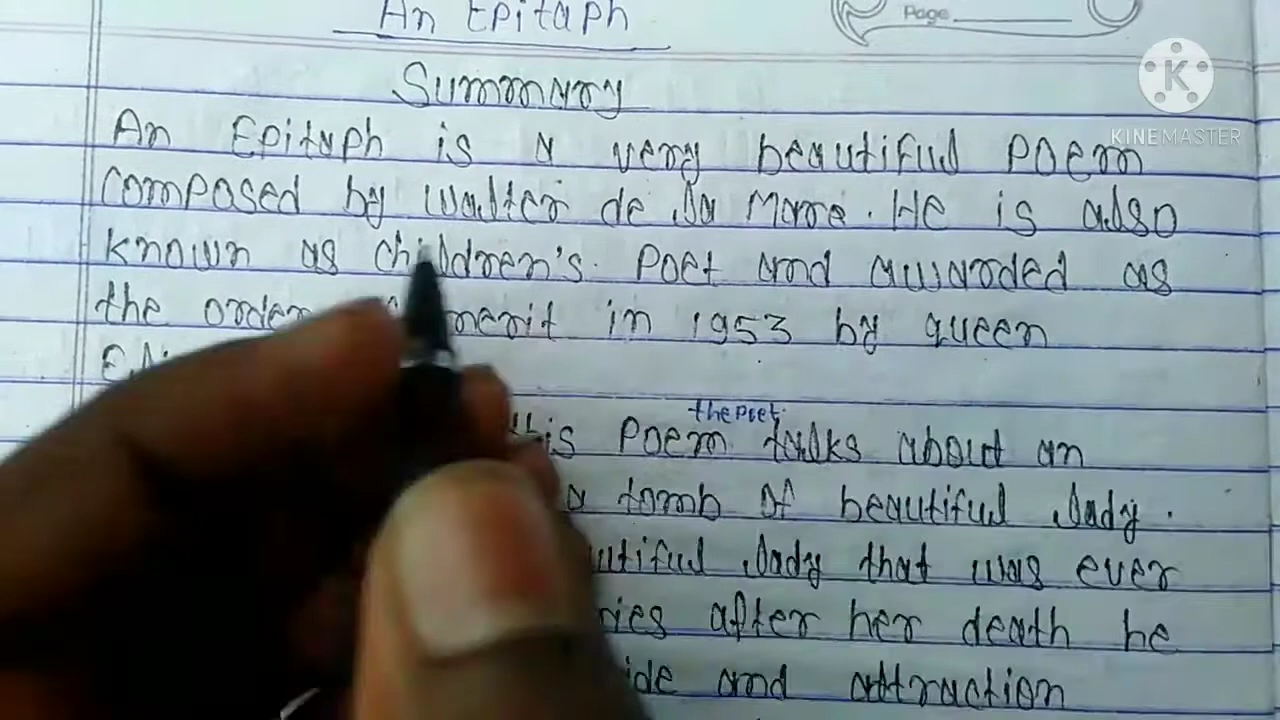 An Epitaph
Page
Summary
An Epitaph is a very beautiful poem
KINEMASTER
composed by Walter de la Mare. He is also
known as children's. Poet and awarded as
the order merit in 1953 by queen
the poet
this poem talks about an
a tomb of beautiful lady.
lady that was ever
after her death he
and attraction